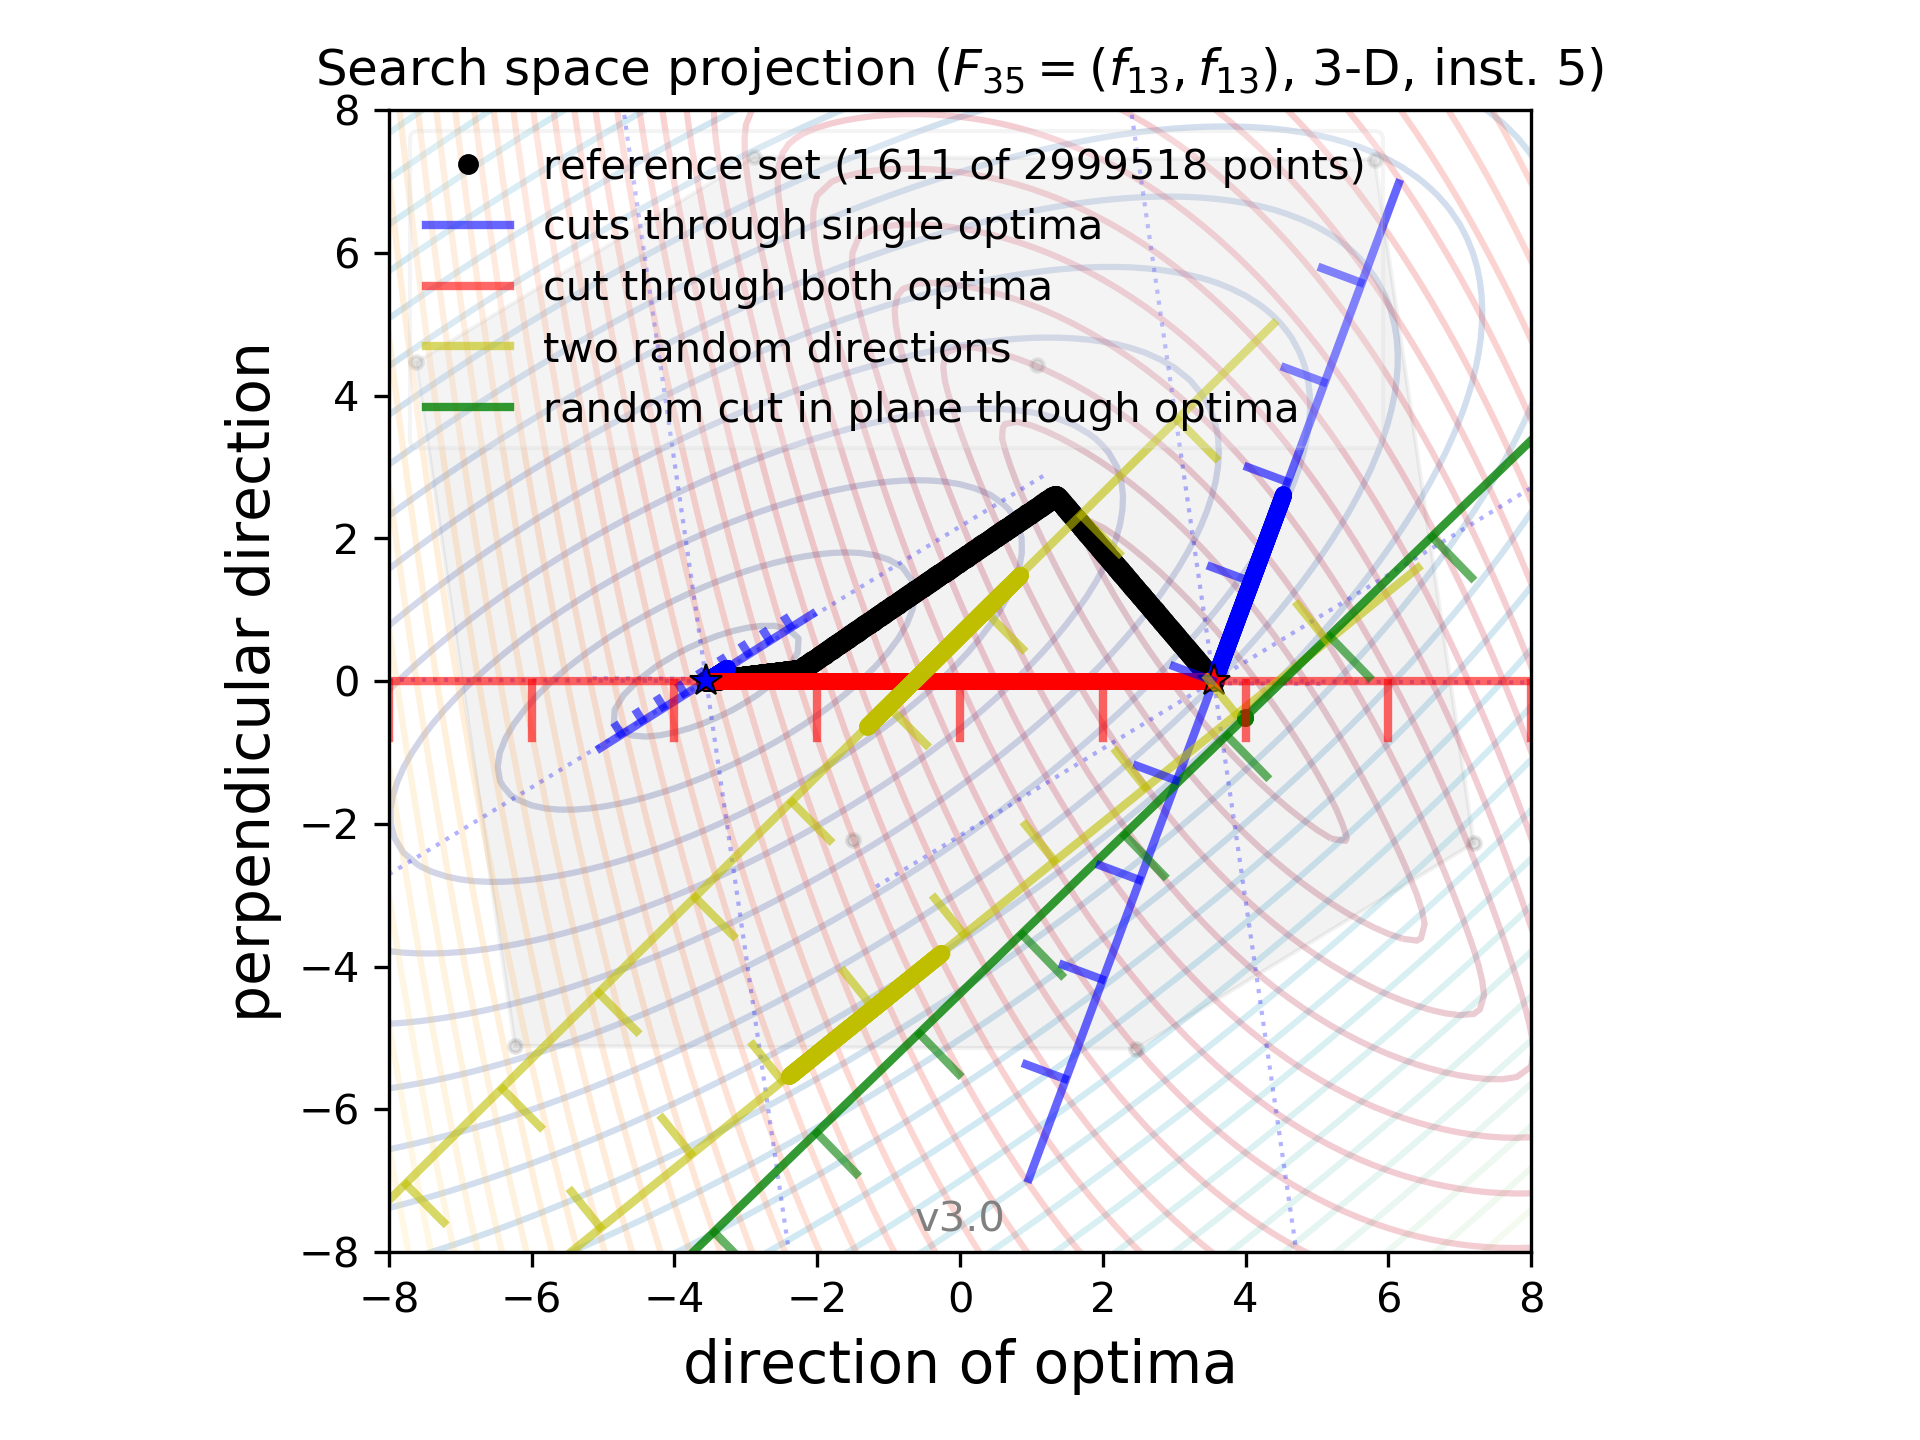 Search space projection (F35 = (f13, f13), 3-D, inst. 5)
8
6
4
2
0
−2
−4
−6
−8
perpendicular direction
reference set (1611 of 2999518 points)
cuts through single optima
cut through both optima
two random directions
random cut in plane through optima
v3.0
−8 −6 −4 −2 0 2 4 6 8
direction of optima